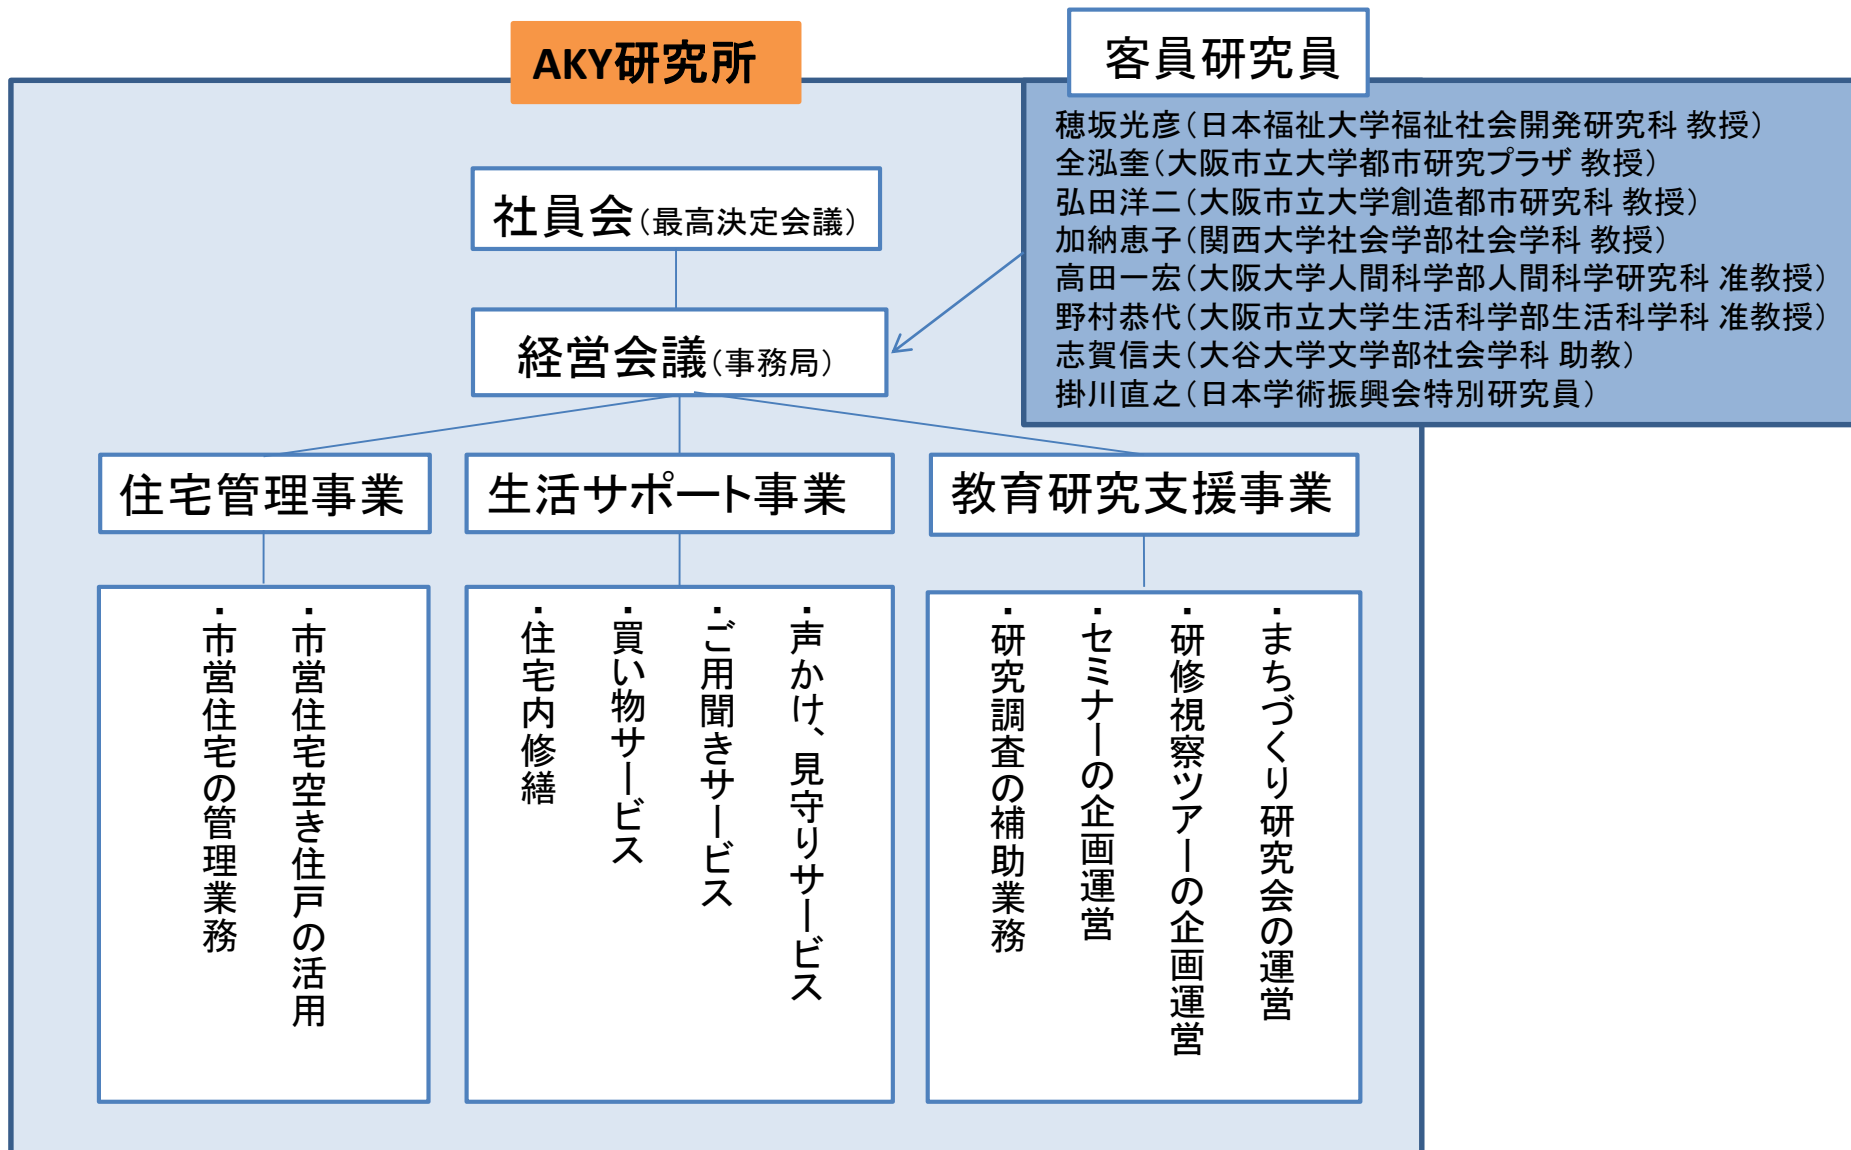 AKY研究所
客員研究員
穂坂光彦(日本福祉大学福祉社会開発研究科 教授)
全泓奎(大阪市立大学都市研究プラザ 教授)
弘田洋二(大阪市立大学創造都市研究科 教授)
加納恵子(関西大学社会学部社会学科 教授)
高田一宏(大阪大学人間科学部人間科学研究科 准教授)
野村恭代(大阪市立大学生活科学部生活科学科 准教授)
志賀信夫(大谷大学文学部社会学科 助教)
掛川直之(日本学術振興会特別研究員)
社員会(最高決定会議)
経営会議(事務局)
住宅管理事業
生活サポート事業
教育研究支援事業
・市営住宅空き住戸の活用
・市営住宅の管理業務
・声かけ、見守りサービス
・ご用聞きサービス
・買い物サービス
・住宅内修繕
・まちづくり研究会の運営
・研修視察ツアーの企画運営
・セミナーの企画運営
・研究調査の補助業務